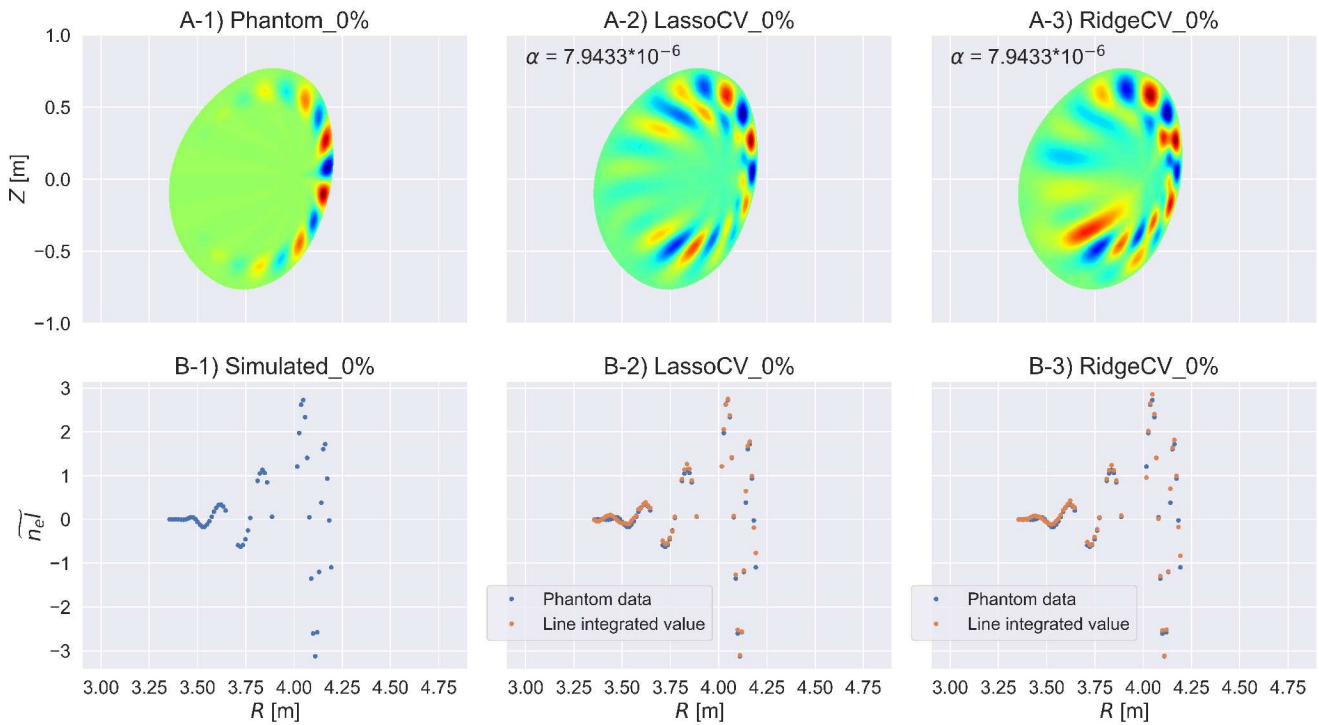 A-1) Phantom_0%
A-2) LassoCV_0%
A-3) RidgeCV_0%
1.0
0.5
0.0
−0.5
−1.0
Z [m]
α = 7.9433*10⁻⁶
α = 7.9433*10⁻⁶
B-1) Simulated_0%
B-2) LassoCV_0%
B-3) RidgeCV_0%
3
2
1
0
−1
−2
−3
ñₑl
Phantom data
Line integrated value
Phantom data
Line integrated value
3.00 3.25 3.50 3.75 4.00 4.25 4.50 4.75
3.00 3.25 3.50 3.75 4.00 4.25 4.50 4.75
3.00 3.25 3.50 3.75 4.00 4.25 4.50 4.75
R [m]
R [m]
R [m]